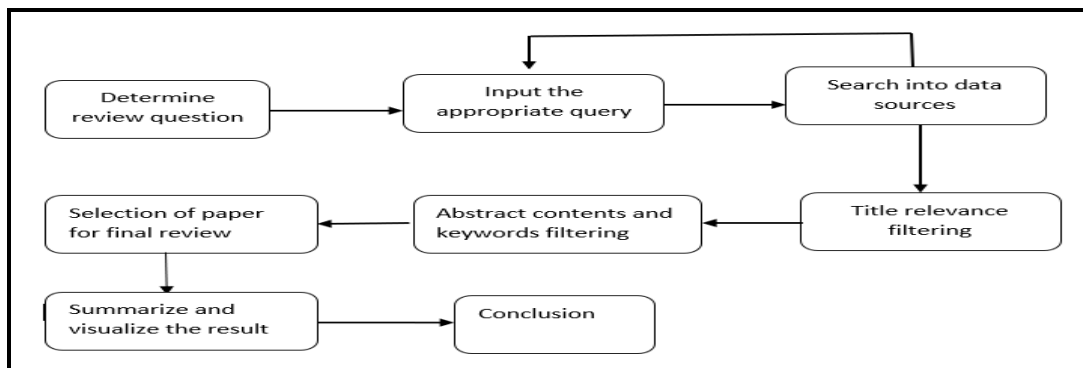 Determine
review question
Input the
appropriate query
Search into data
sources
Title relevance
filtering
Abstract contents and
keywords filtering
Selection of paper
for final review
Summarize and
visualize the result
Conclusion